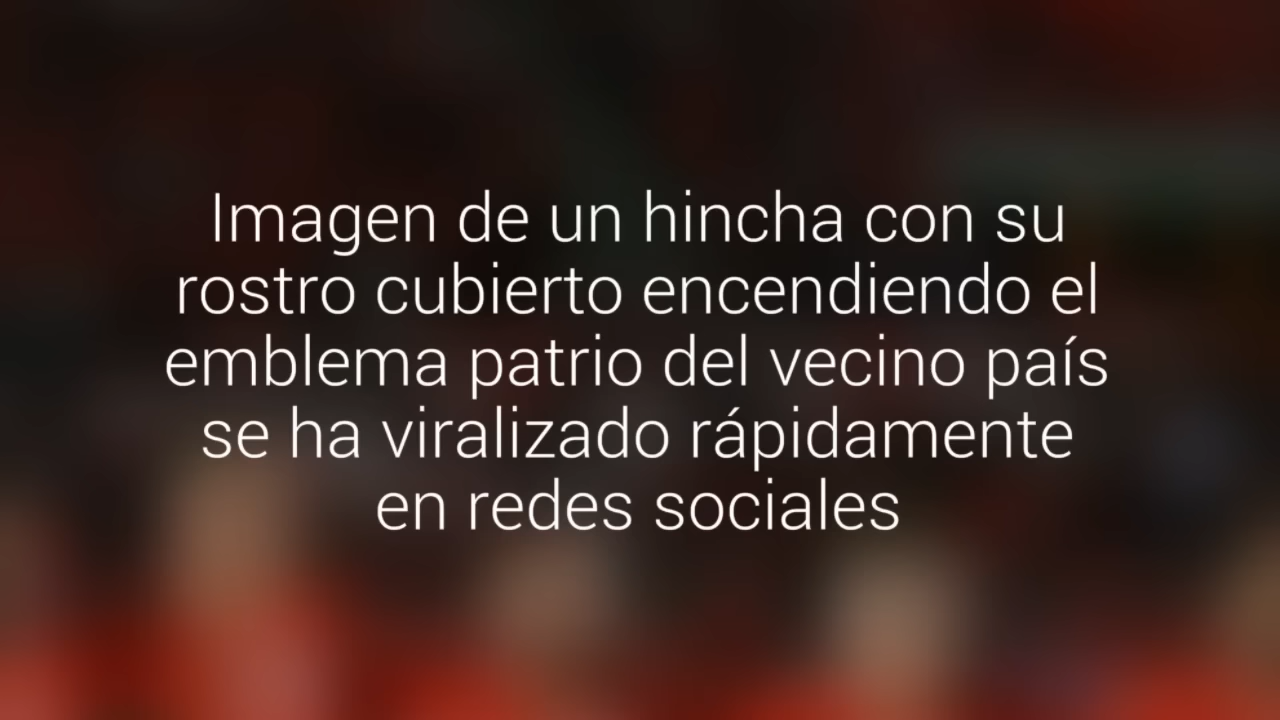 Imagen de un hincha con su
rostro cubierto encendiendo el
emblema patrio del vecino país
se ha viralizado rápidamente
en redes sociales